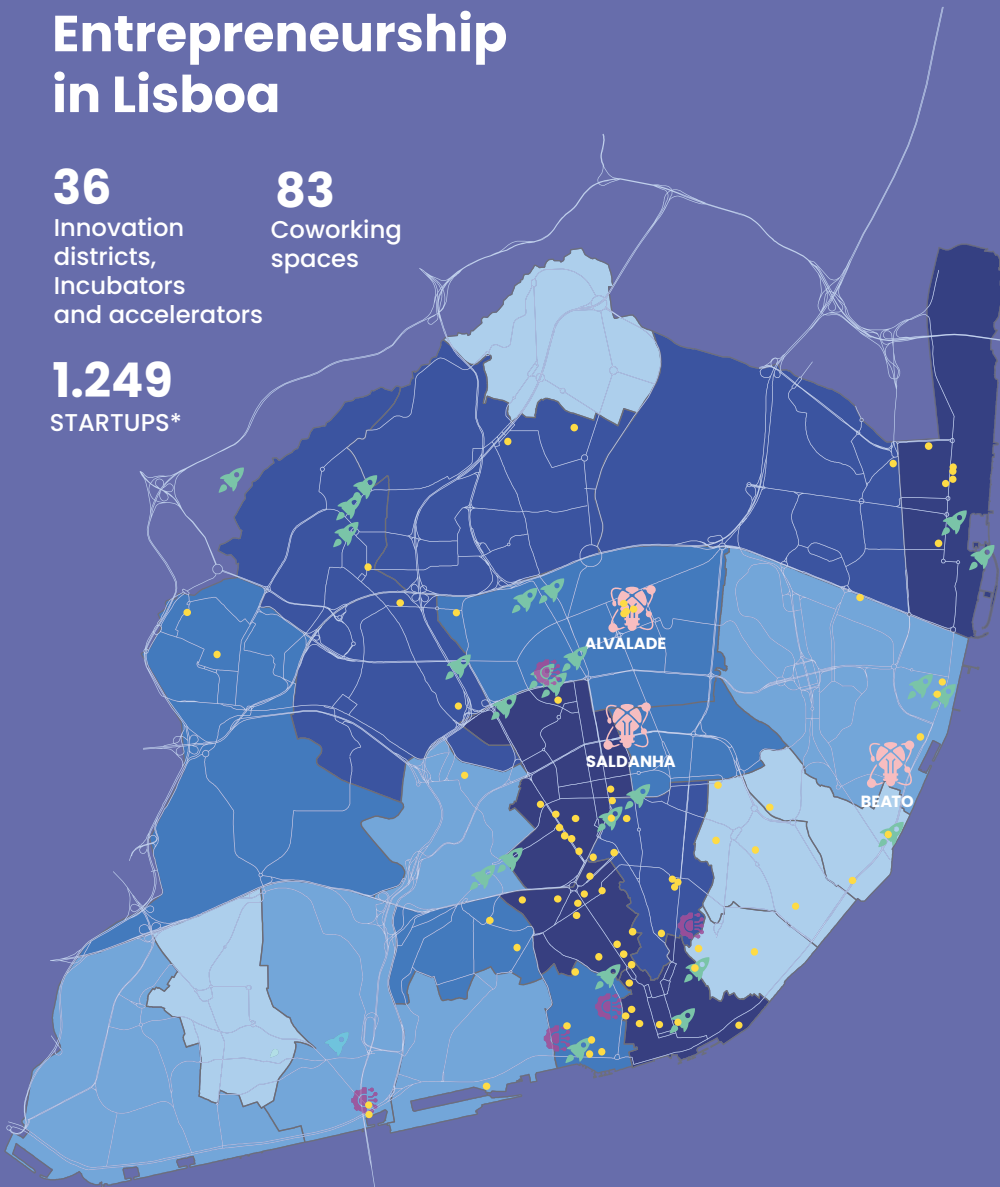 Entrepreneurship
in Lisboa
36
Innovation
districts,
Incubators
and accelerators
83
Coworking
spaces
1.249
STARTUPS*
ALVALADE
SALDANHA
BEATO